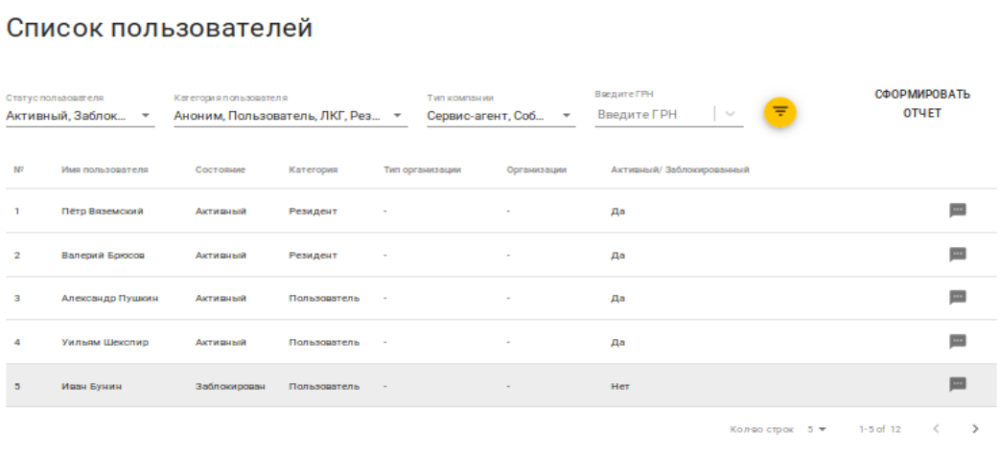 Список пользователей
Статус пользователя Категория пользователя Тип компании Введите ГРН
Активный, Заблок... Аноним, Пользователь, ЛКГ, Рез... Сервис-агент, Соб... Введите ГРН
СФОРМИРОВАТЬ
ОТЧЕТ
№ Имя пользователя Состояние Категория Тип организации Организации Активный/ Заблокированный
1 Пётр Вяземский Активный Резидент - - Да
2 Валерий Брюсов Активный Резидент - - Да
3 Александр Пушкин Активный Пользователь - - Да
4 Уильям Шекспир Активный Пользователь - - Да
5 Иван Бунин Заблокирован Пользователь - - Нет
Кол-во строк 5 1-5 of 12